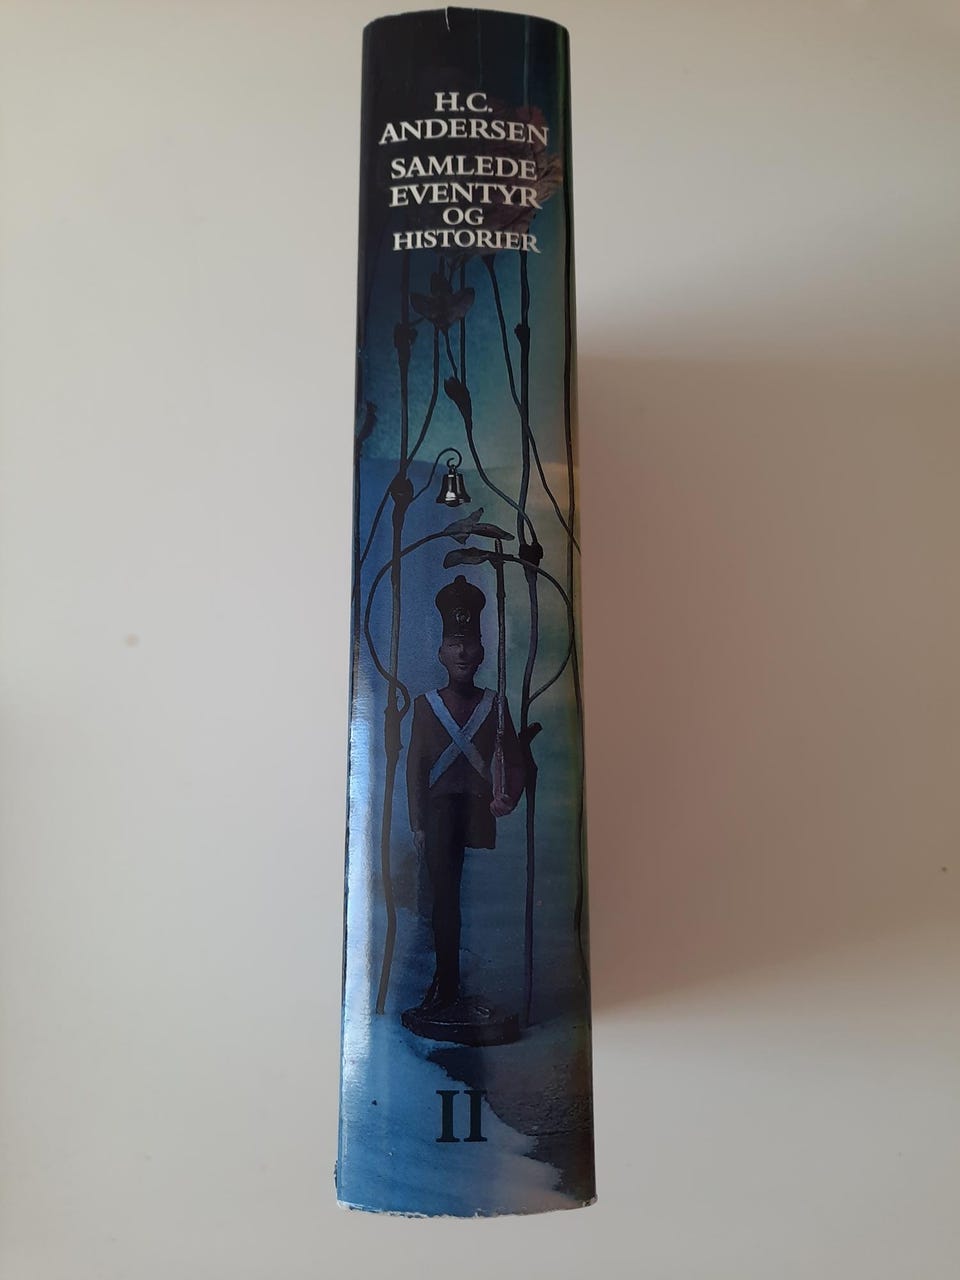 H.C.
ANDERSEN
SAMLEDE
EVENTYR
OG
HISTORIER
II